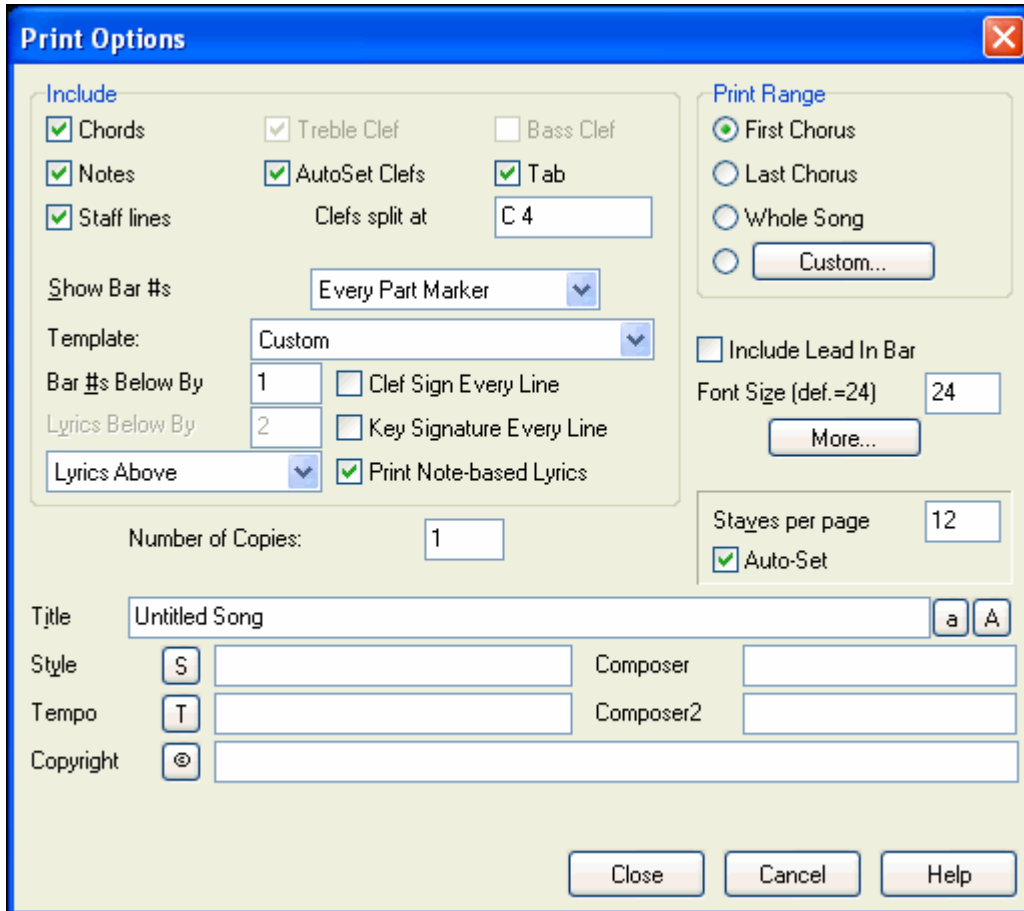 Print Options
Include
Chords
Treble Clef
Bass Clef
Notes
AutoSet Clefs
Tab
Staff lines
Clefs split at
C 4
Show Bar #s
Every Part Marker
Template:
Custom
Bar #s Below By
1
Clef Sign Every Line
Lyrics Below By
2
Key Signature Every Line
Lyrics Above
Print Note-based Lyrics
Print Range
First Chorus
Last Chorus
Whole Song
Custom...
Include Lead In Bar
Font Size (def.=24)
24
More...
Number of Copies:
1
Staves per page
12
Auto-Set
Title
Untitled Song
a
A
Style
S
Composer
Tempo
T
Composer2
Copyright
©
Close
Cancel
Help